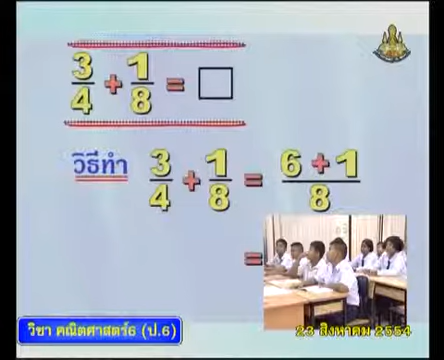 3/4 + 1/8 = □
วิธีทำ 3/4 + 1/8 = 6 + 1/8
=
วิชา คณิตศาสตร์6 (ป.6)
23 สิงหาคม 2554